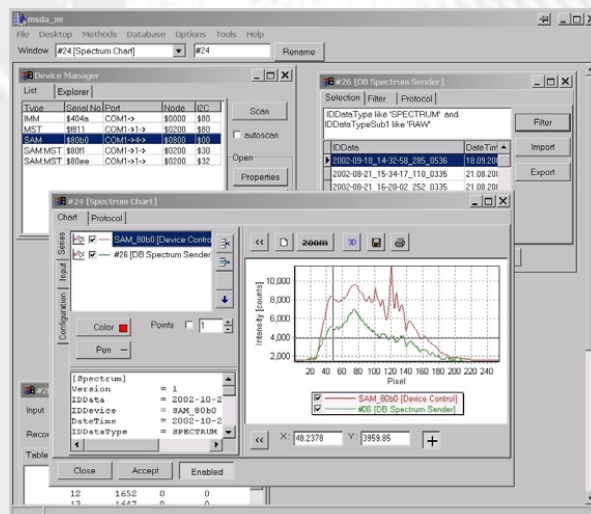 msda_xe
File Desktop Methods Database Options Tools Help
Window #24 [Spectrum Chart] #24 Rename
Device Manager
List Explorer
Type Serial No Port Node I2C
IMM $404a COM1-> $0000 $80
MST $f811 COM1->1-> $0200 $80
SAM $80b0 COM1->4-> $0800 $00
SAM:MST $80f1 COM1->1-> $0200 $30
SAM:MST $80ee COM1->1-> $0200 $32
Scan
autoscan
Open
Properties
#26 [DB Spectrum Sender]
Selection Filter Protocol
IDDataType like 'SPECTRUM' and
IDDataTypeSub1 like 'RAW'
Filter
Import
Export
IDData DateTim
2002-09-18_14-32-58_285_0536 18.09.200
2002-08-21_15-34-17_110_0335 21.08.200
2002-08-21_16-28-02_252_0335 21.08.200
#24 [Spectrum Chart]
Chart Protocol
Series
Input
Configuration
SAM_80b0 [Device Contro
#26 [DB Spectrum Sender
Color Points 1
Pen
[Spectrum]
Version = 1
IDData = 2002-10-2
IDDevice = SAM_80b0
DateTime = 2002-10-2
IDDataType = SPECTRUM
<< zoom 3D
Intensity [counts]
10,000
8,000
6,000
4,000
2,000
20 40 60 80 100 120 140 160 180 200 220 240
Pixel
SAM_80b0 [Device Control]
#06 [DB Spectrum Sender]
<< X: 48.2378 Y: 3959.85 +
Close Accept Enabled
Input
Recor
Table
12 1652 0 0
13 1647 0 0